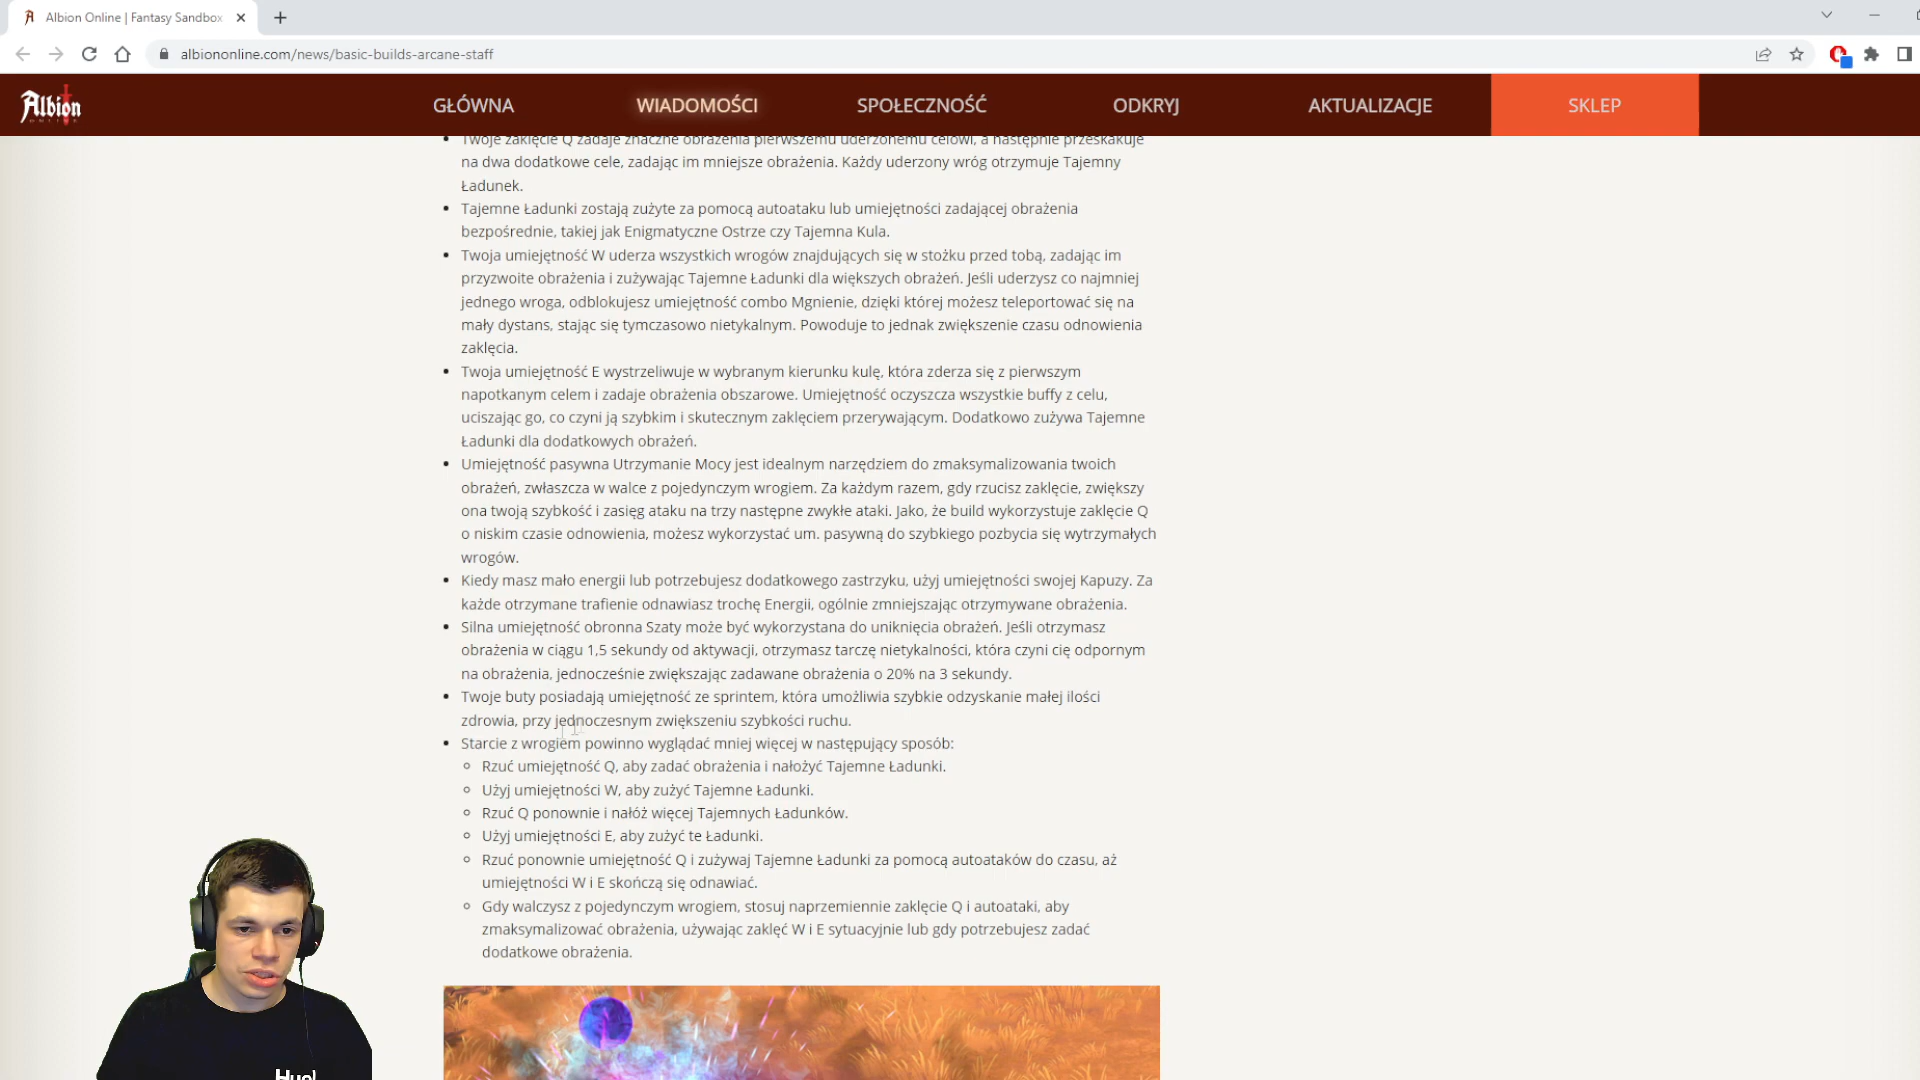 Albion Online | Fantasy Sandbox
albiononline.com/news/basic-builds-arcane-staff
Albion
ONLINE
GŁÓWNA
WIADOMOŚCI
SPOŁECZNOŚĆ
ODKRYJ
AKTUALIZACJE
SKLEP
Twoje zaklęcie Q zadaje znaczne obrażenia pierwszemu uderzonemu celowi, a następnie przeskakuje
na dwa dodatkowe cele, zadając im mniejsze obrażenia. Każdy uderzony wróg otrzymuje Tajemny
Ładunek.
Tajemne Ładunki zostają zużyte za pomocą autoataku lub umiejętności zadającej obrażenia
bezpośrednie, takiej jak Enigmatyczne Ostrze czy Tajemna Kula.
Twoja umiejętność W uderza wszystkich wrogów znajdujących się w stożku przed tobą, zadając im
przyzwoite obrażenia i zużywając Tajemne Ładunki dla większych obrażeń. Jeśli uderzysz co najmniej
jednego wroga, odblokujesz umiejętność combo Mgnienie, dzięki której możesz teleportować się na
mały dystans, stając się tymczasowo nietykalnym. Powoduje to jednak zwiększenie czasu odnowienia
zaklęcia.
Twoja umiejętność E wystrzeliwuje w wybranym kierunku kulę, która zderza się z pierwszym
napotkanym celem i zadaje obrażenia obszarowe. Umiejętność oczyszcza wszystkie buffy z celu,
uciszając go, co czyni ją szybkim i skutecznym zaklęciem przerywającym. Dodatkowo zużywa Tajemne
Ładunki dla dodatkowych obrażeń.
Umiejętność pasywna Utrzymanie Mocy jest idealnym narzędziem do zmaksymalizowania twoich
obrażeń, zwłaszcza w walce z pojedynczym wrogiem. Za każdym razem, gdy rzucisz zaklęcie, zwiększy
ona twoją szybkość i zasięg ataku na trzy następne zwykłe ataki. Jako, że build wykorzystuje zaklęcie Q
o niskim czasie odnowienia, możesz wykorzystać um. pasywną do szybkiego pozbycia się wytrzymałych
wrogów.
Kiedy masz mało energii lub potrzebujesz dodatkowego zastrzyku, użyj umiejętności swojej Kapuzy. Za
każde otrzymane trafienie odnawiasz trochę Energii, ogólnie zmniejszając otrzymywane obrażenia.
Silna umiejętność obronna Szaty może być wykorzystana do uniknięcia obrażeń. Jeśli otrzymasz
obrażenia w ciągu 1,5 sekundy od aktywacji, otrzymasz tarczę nietykalności, która czyni cię odpornym
na obrażenia, jednocześnie zwiększając zadawane obrażenia o 20% na 3 sekundy.
Twoje buty posiadają umiejętność ze sprintem, która umożliwia szybkie odzyskanie małej ilości
zdrowia, przy jednoczesnym zwiększeniu szybkości ruchu.
Starcie z wrogiem powinno wyglądać mniej więcej w następujący sposób:
Rzuć umiejętność Q, aby zadać obrażenia i nałożyć Tajemne Ładunki.
Użyj umiejętności W, aby zużyć Tajemne Ładunki.
Rzuć Q ponownie i nałóż więcej Tajemnych Ładunków.
Użyj umiejętności E, aby zużyć te Ładunki.
Rzuć ponownie umiejętność Q i zużywaj Tajemne Ładunki za pomocą autoataków do czasu, aż
umiejętności W i E skończą się odnawiać.
Gdy walczysz z pojedynczym wrogiem, stosuj naprzemiennie zaklęcie Q i autoataki, aby
zmaksymalizować obrażenia, używając zaklęć W i E sytuacyjnie lub gdy potrzebujesz zadać
dodatkowe obrażenia.